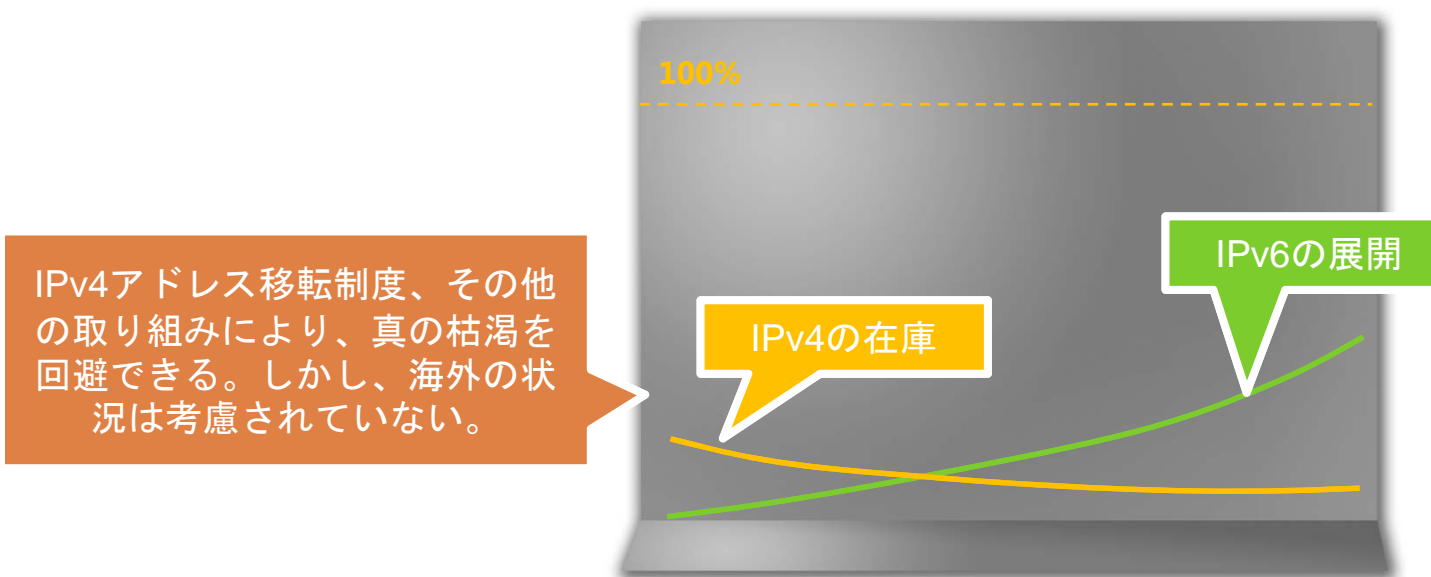 100%
IPv6の展開
IPv4アドレス移転制度、その他
の取り組みにより、真の枯渇を
回避できる。しかし、海外の状
況は考慮されていない。
IPv4の在庫